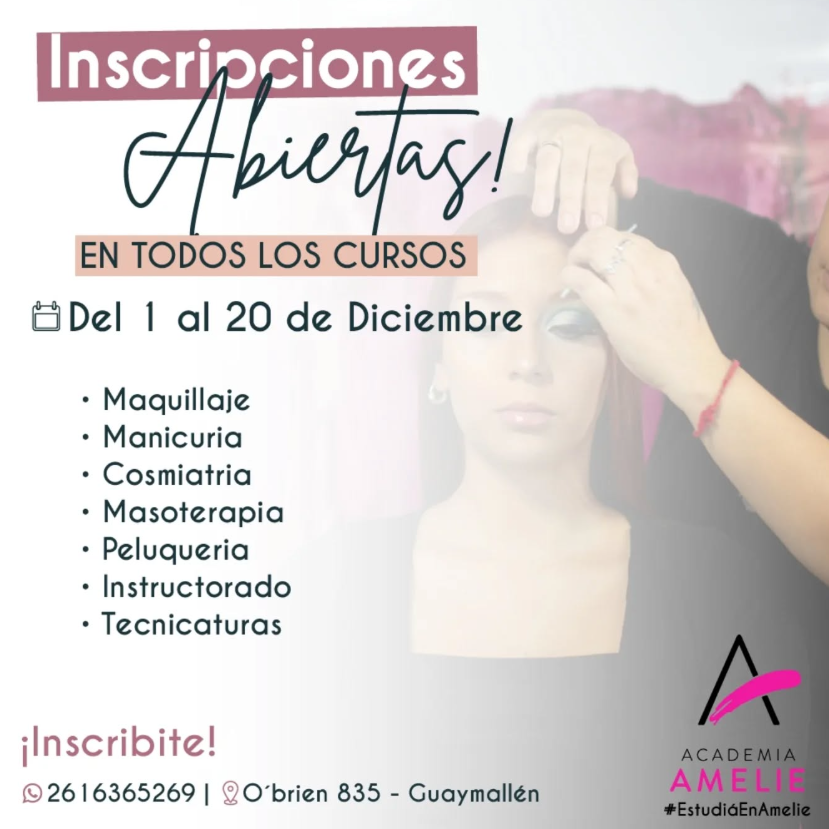 Inscripciones
Abiertas!
EN TODOS LOS CURSOS
Del 1 al 20 de Diciembre
• Maquillaje
• Manicuria
• Cosmiatria
• Masoterapia
• Peluqueria
• Instructorado
• Tecnicaturas
¡Inscribite!
2616365269 | O´brien 835 - Guaymallén
ACADEMIA
AMELIE
#EstudiáEnAmelie